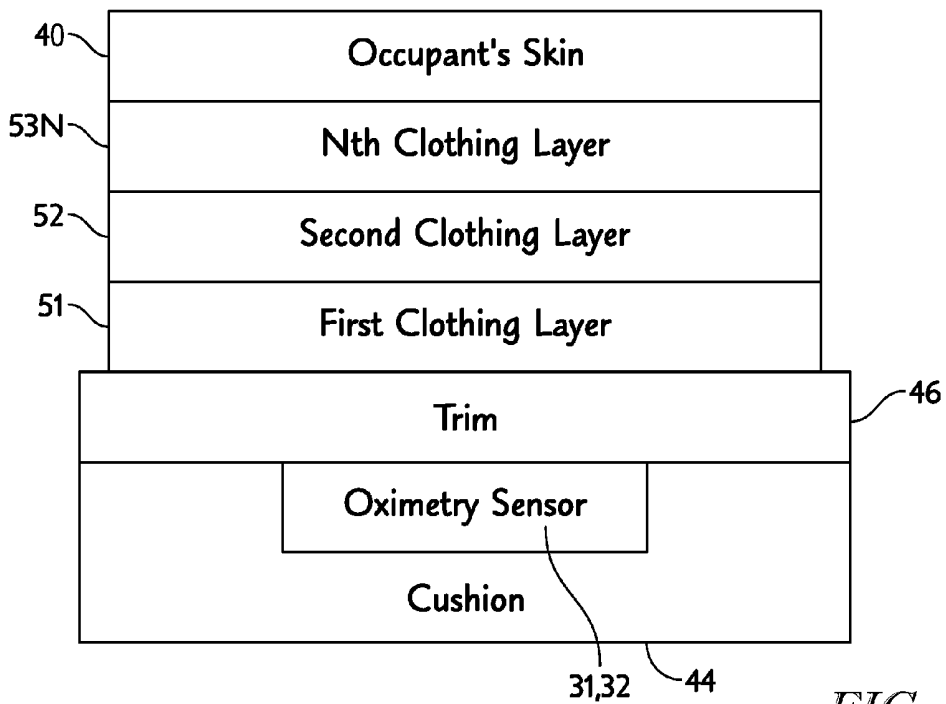 40
Occupant's Skin
53N
Nth Clothing Layer
52
Second Clothing Layer
51
First Clothing Layer
46
Trim
Oximetry Sensor
Cushion
31,32
44
FIG